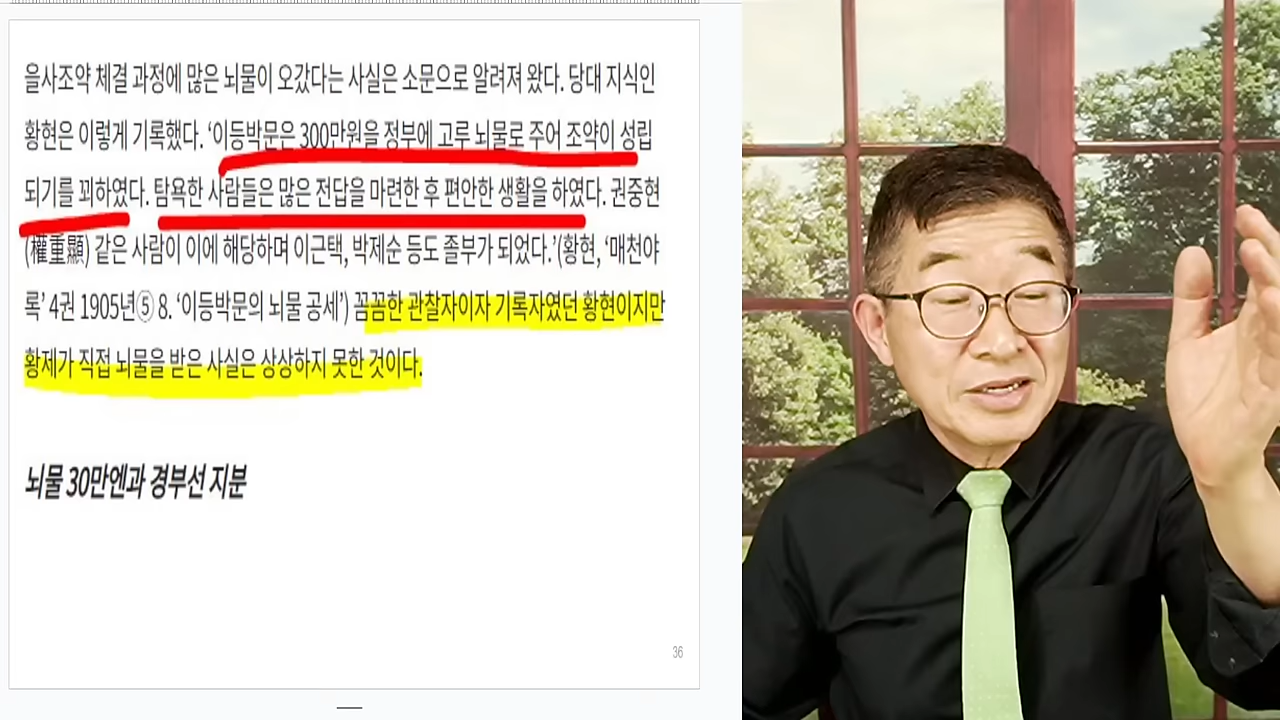 을사조약 체결 과정에 많은 뇌물이 오갔다는 사실은 소문으로 알려져 왔다. 당대 지식인
황현은 이렇게 기록했다. ‘이등박문은 300만원을 정부에 고루 뇌물로 주어 조약이 성립
되기를 꾀하였다. 탐욕한 사람들은 많은 전답을 마련한 후 편안한 생활을 하였다. 권중현
(權重顯) 같은 사람이 이에 해당하며 이근택, 박제순 등도 졸부가 되었다.’(황현, ‘매천야
록’ 4권 1905년⑤ 8. ‘이등박문의 뇌물 공세’) 꼼꼼한 관찰자이자 기록자였던 황현이지만
황제가 직접 뇌물을 받은 사실은 상상하지 못한 것이다.
뇌물 30만엔과 경부선 지분
36